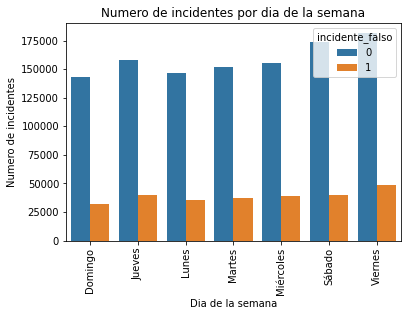 Numero de incidentes por dia de la semana
incidente_falso
0
1
175000
150000
125000
100000
75000
50000
25000
0
Numero de incidentes
Domingo
Jueves
Lunes
Martes
Miércoles
Sábado
Viernes
Dia de la semana